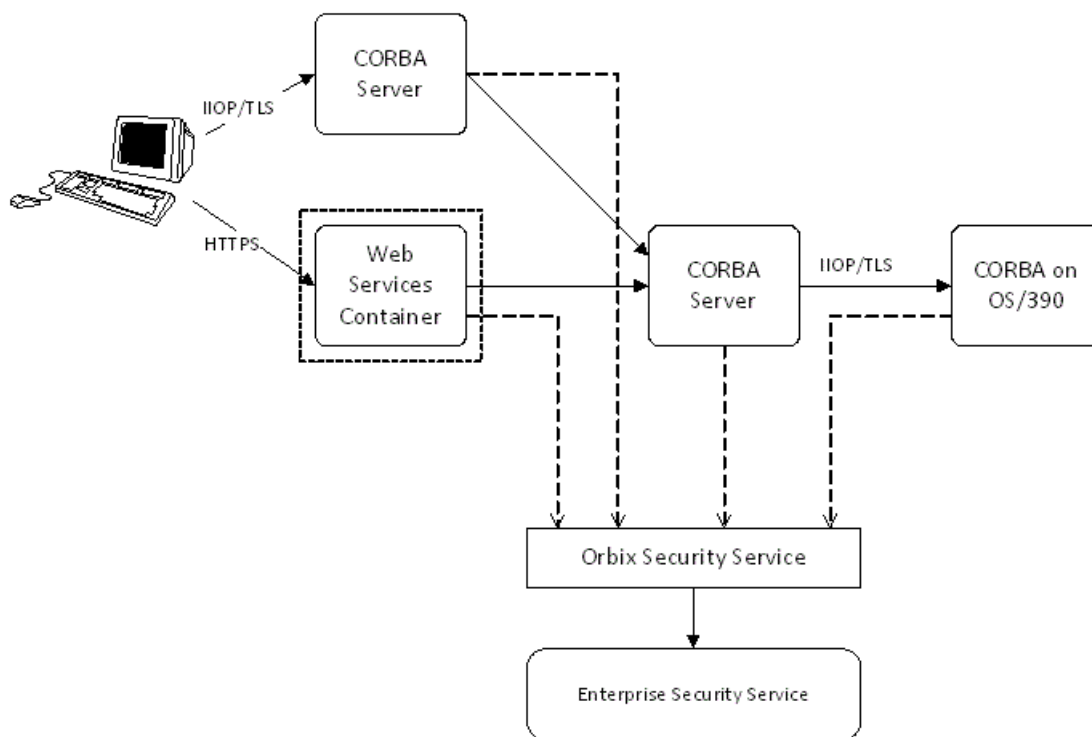 CORBA
Server
IIOP/TLS
HTTPS
Web
Services
Container
CORBA
Server
IIOP/TLS
CORBA on
OS/390
Orbix Security Service
Enterprise Security Service